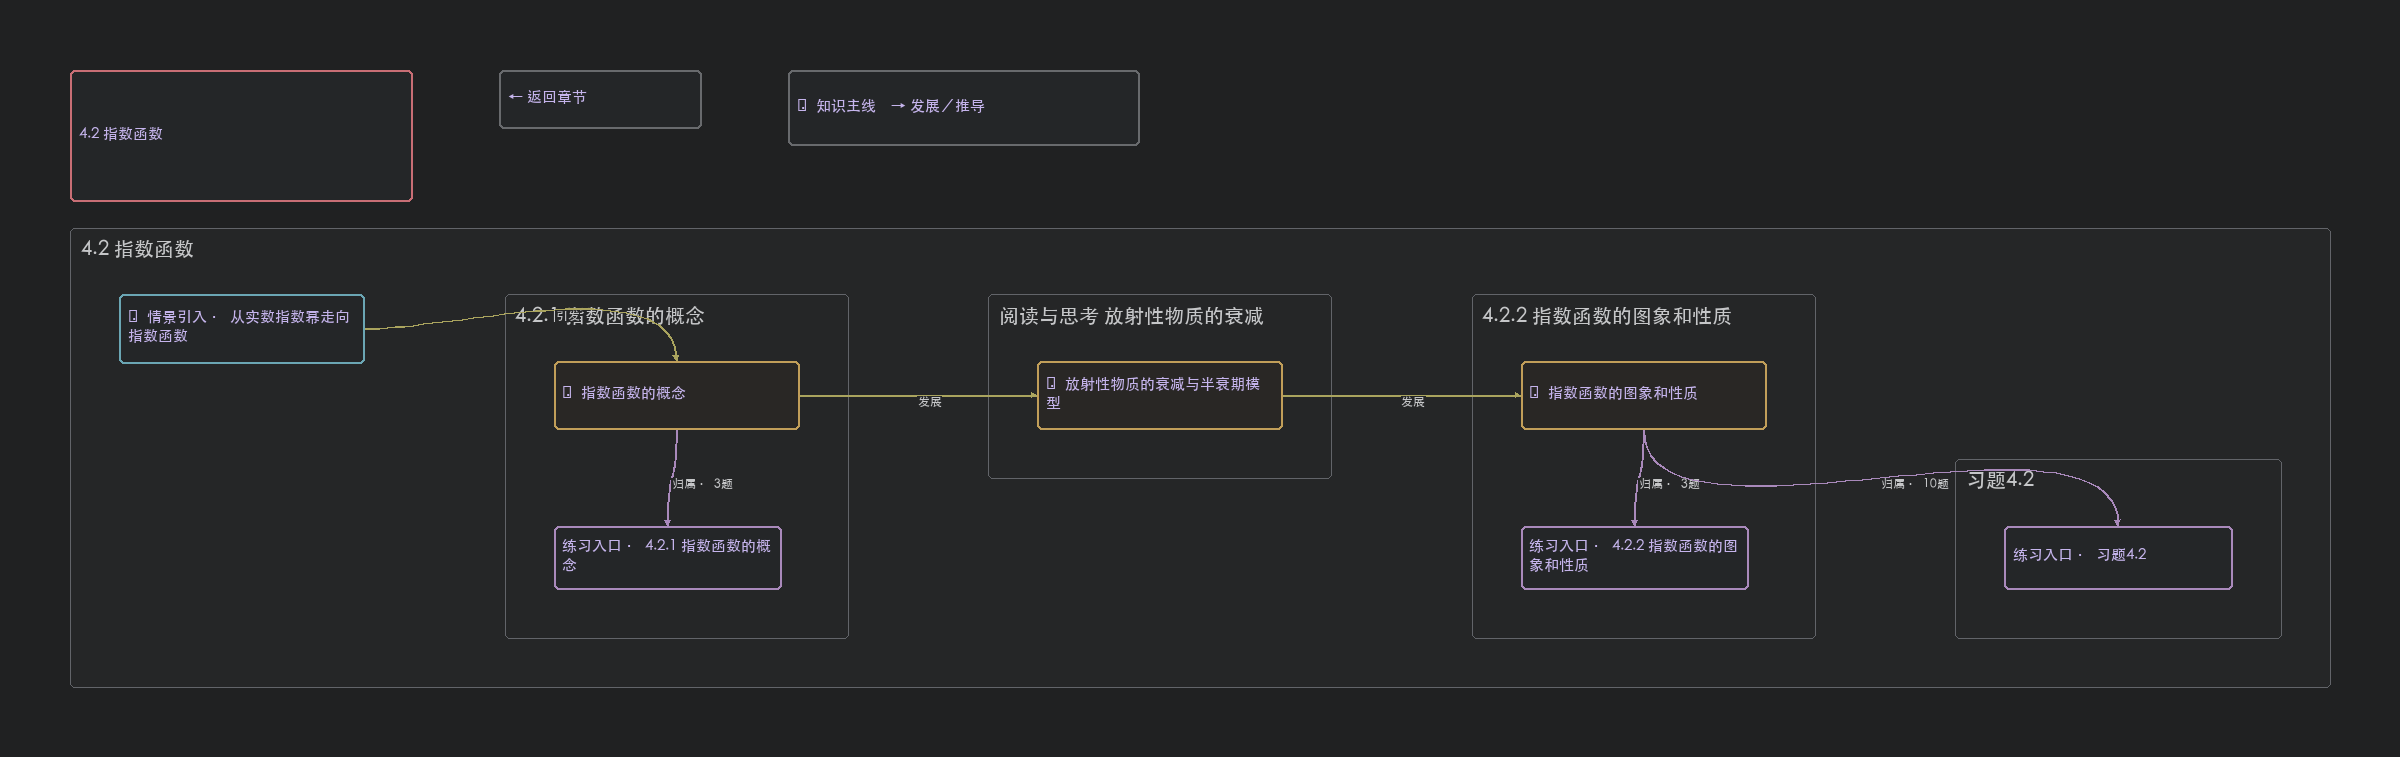 4.2 指数函数
← 返回章节
知识主线 → 发展/推导
4.2 指数函数
情景引入· 从实数指数幂走向
指数函数
4.2.1 指数函数的概念
指数函数的概念
归属· 3题
练习入口· 4.2.1 指数函数的概
念
发展
阅读与思考 放射性物质的衰减
放射性物质的衰减与半衰期模
型
发展
4.2.2 指数函数的图象和性质
指数函数的图象和性质
归属· 3题
练习入口· 4.2.2 指数函数的图
象和性质
归属· 10题
习题4.2
练习入口· 习题4.2